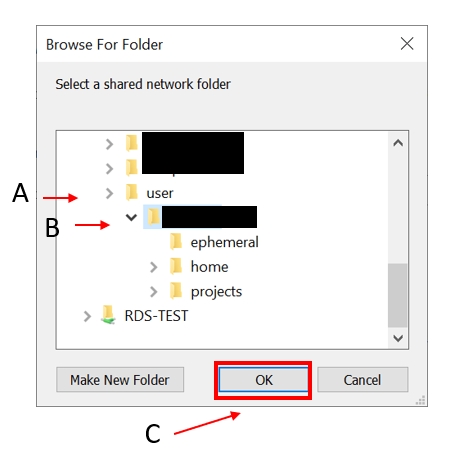 Browse For Folder
Select a shared network folder
A
user
B
ephemeral
home
projects
RDS-TEST
Make New Folder
OK
Cancel
C